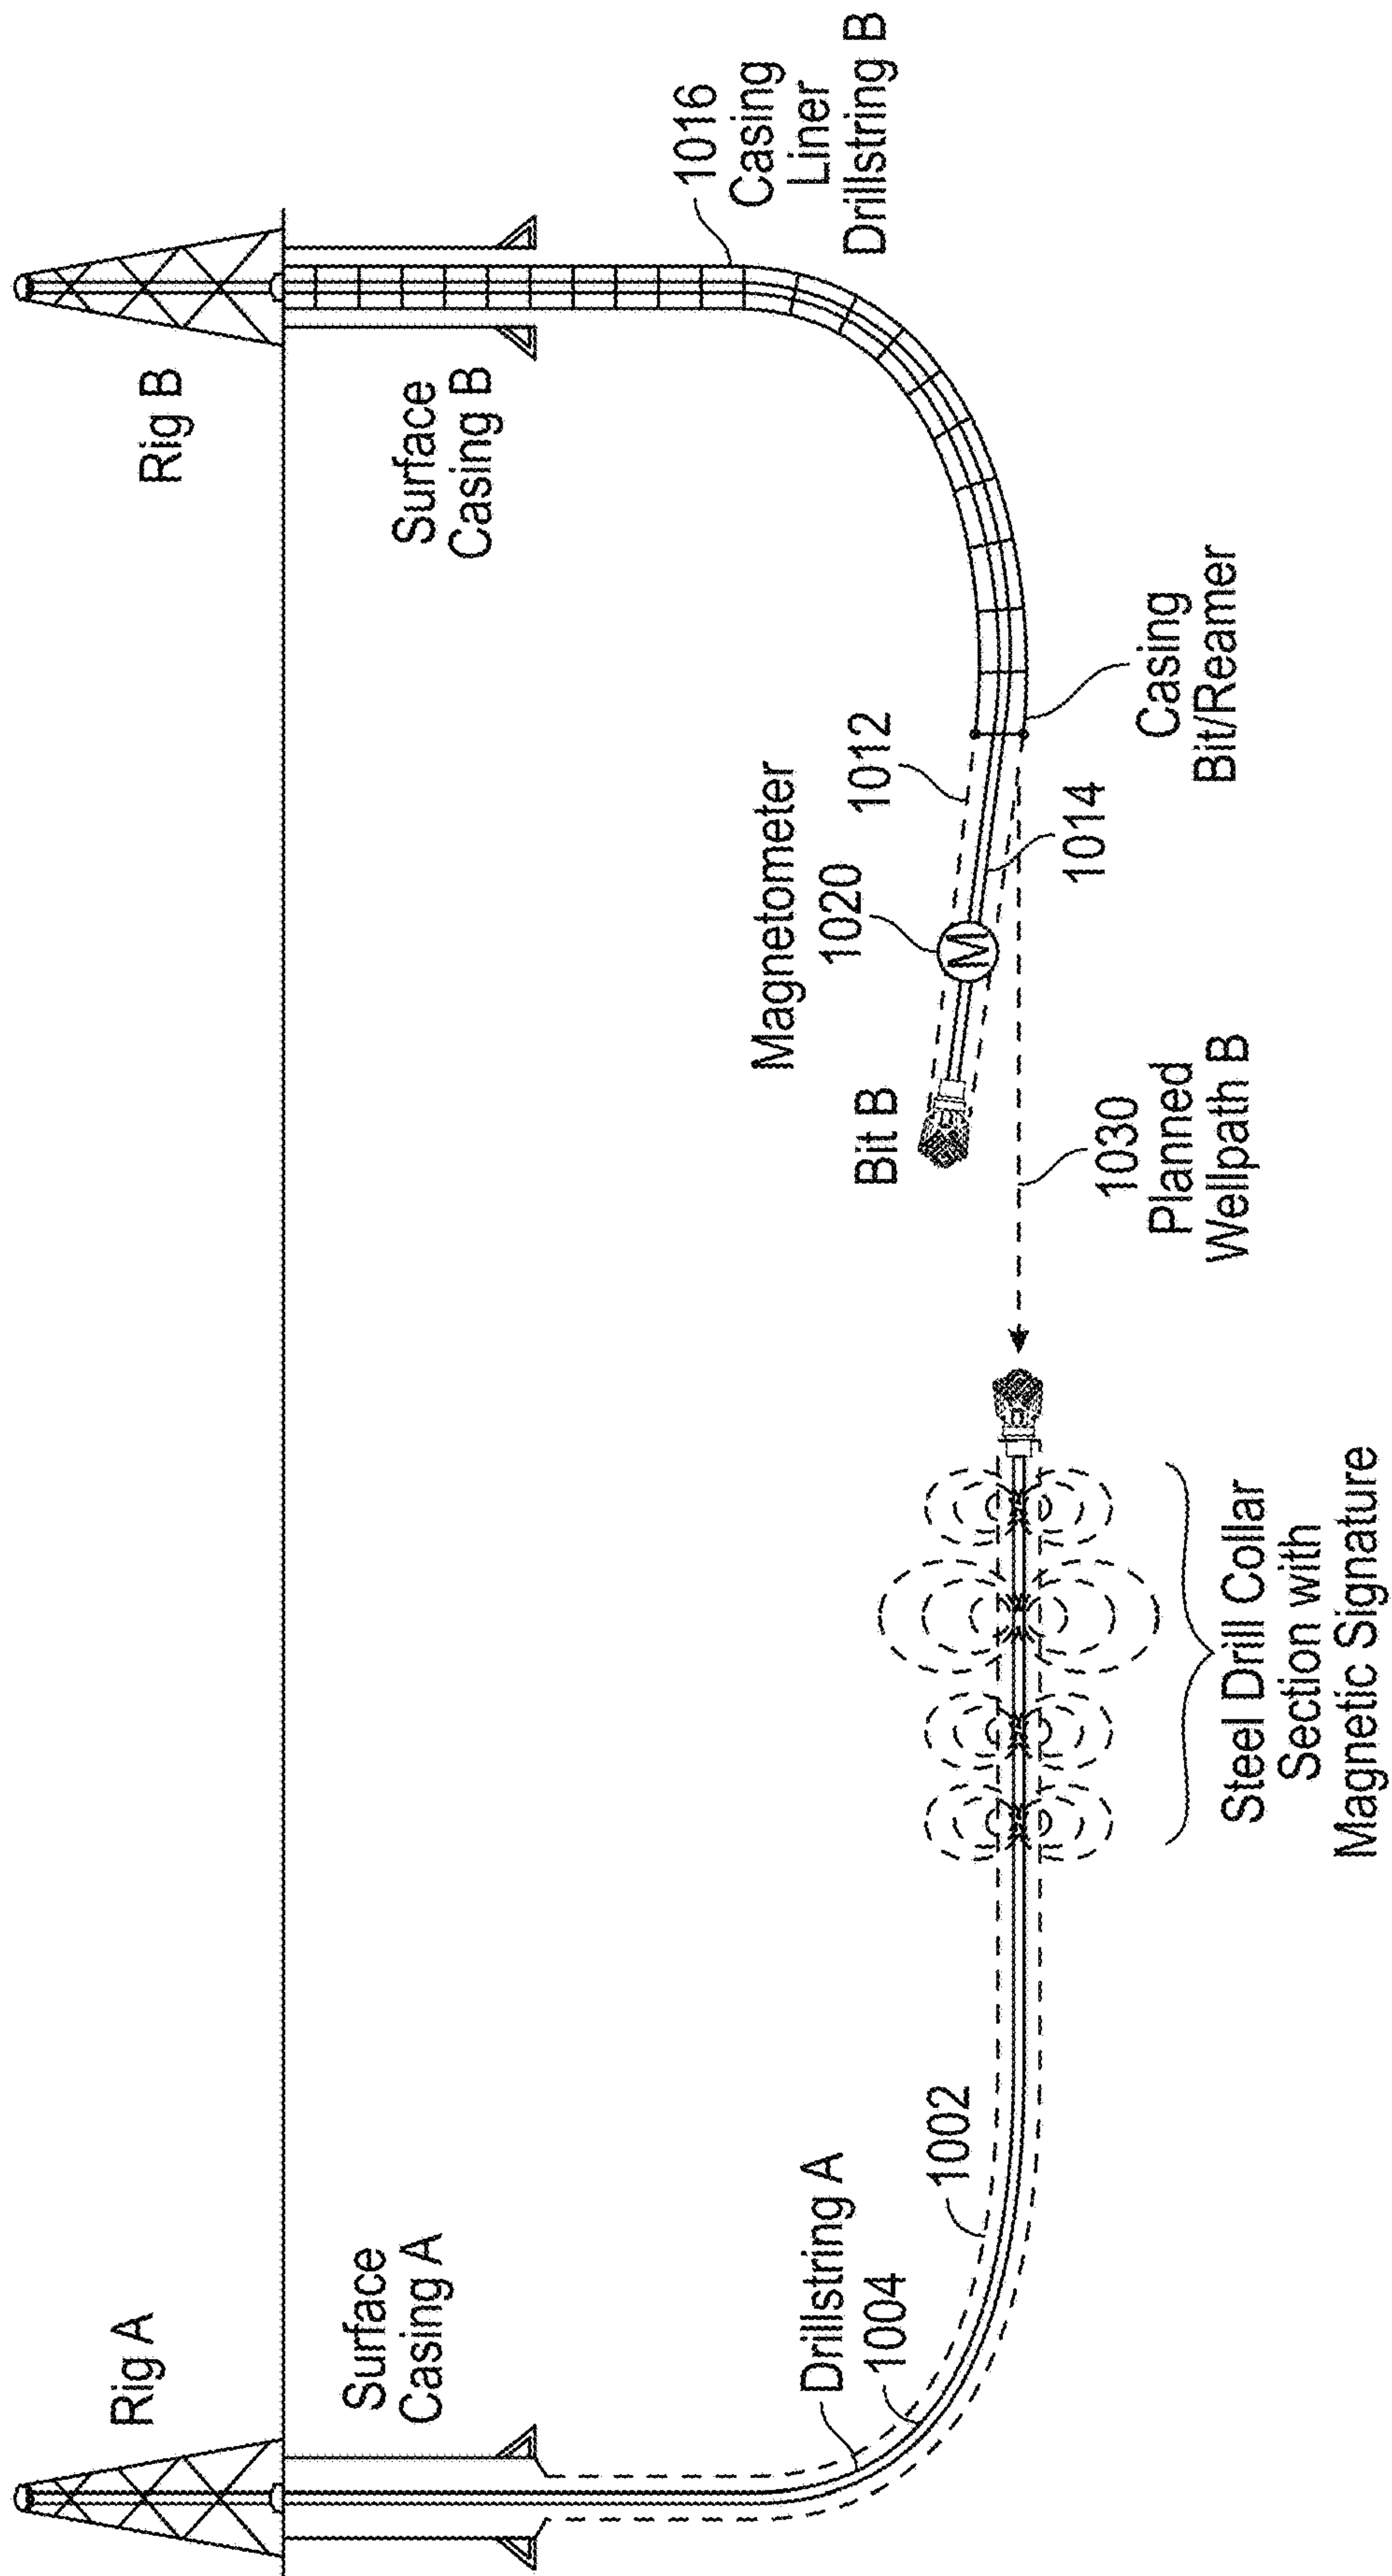 Rig A
Rig B
Surface
Casing A
Surface
Casing B
1016
Casing
Liner
Drillstring B
Drillstring A
1004
1002
Magnetometer
1020
1012
Bit B
M
1014
1030
Planned
Wellpath B
Casing
Bit/Reamer
Steel Drill Collar
Section with
Magnetic Signature